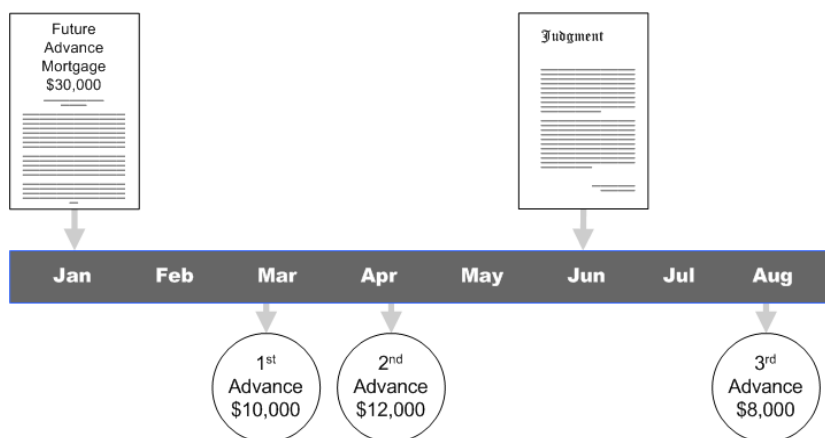 Future
Advance
Mortgage
$30,000
Judgment
Jan Feb Mar Apr May Jun Jul Aug
1st
Advance
$10,000
2nd
Advance
$12,000
3rd
Advance
$8,000